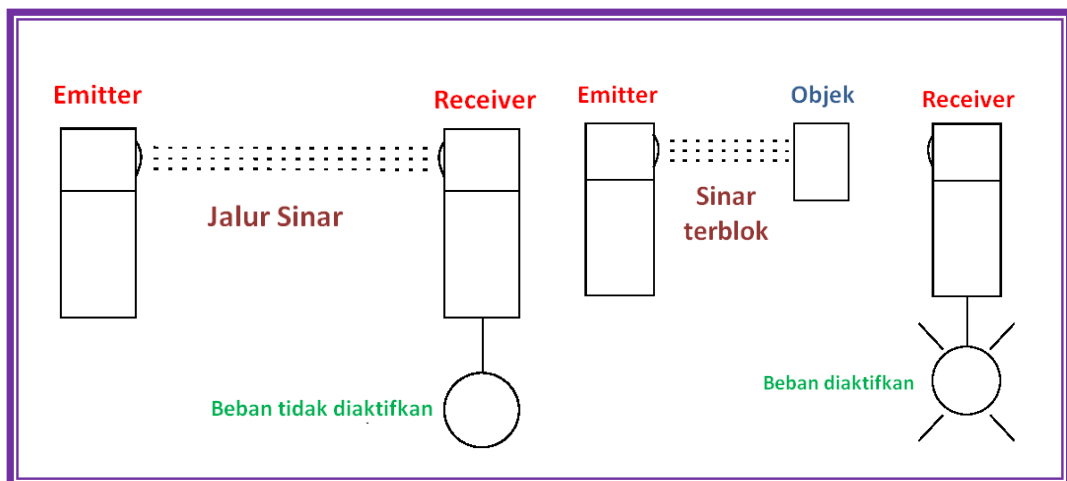 Emitter
Receiver
Jalur Sinar
Beban tidak diaktifkan
Emitter
Objek
Receiver
Sinar
terblok
Beban diaktifkan